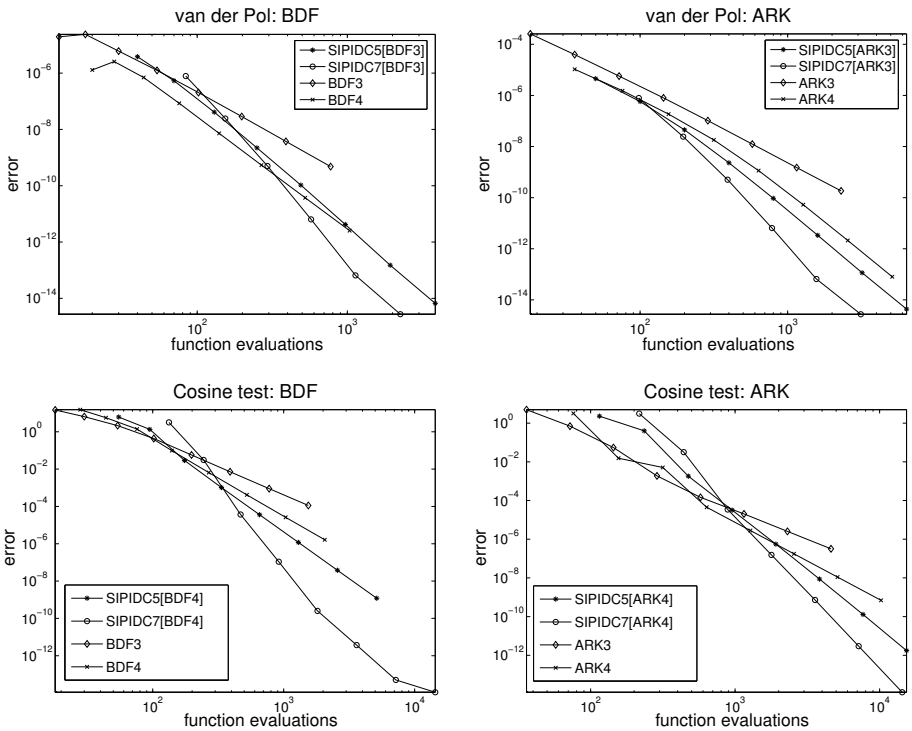 van der Pol: BDF
SIPIDC5[BDF3]
SIPIDC7[BDF3]
BDF3
BDF4
10^-6
10^-8
10^-10
10^-12
10^-14
error
10^2
10^3
function evaluations
van der Pol: ARK
SIPIDC5[ARK3]
SIPIDC7[ARK3]
ARK3
ARK4
10^-4
10^-6
10^-8
10^-10
10^-12
10^-14
error
10^2
10^3
function evaluations
Cosine test: BDF
10^0
10^-2
10^-4
10^-6
10^-8
10^-10
10^-12
error
SIPIDC5[BDF4]
SIPIDC7[BDF4]
BDF3
BDF4
10^2
10^3
10^4
function evaluations
Cosine test: ARK
10^0
10^-2
10^-4
10^-6
10^-8
10^-10
10^-12
error
SIPIDC5[ARK4]
SIPIDC7[ARK4]
ARK3
ARK4
10^2
10^3
10^4
function evaluations